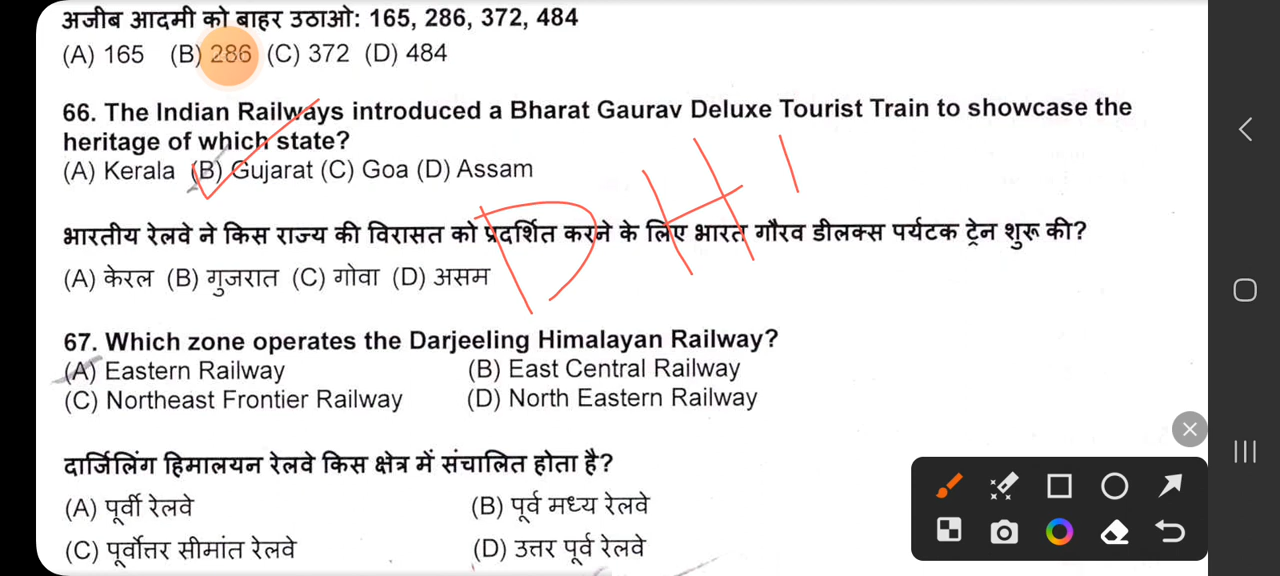 अजीब आदमी को बाहर उठाओ: 165, 286, 372, 484
(A) 165 (B) 286 (C) 372 (D) 484
66. The Indian Railways introduced a Bharat Gaurav Deluxe Tourist Train to showcase the
heritage of which state?
(A) Kerala (B) Gujarat (C) Goa (D) Assam
DHI
भारतीय रेलवे ने किस राज्य की विरासत को प्रदर्शित करने के लिए भारत गौरव डीलक्स पर्यटक ट्रेन शुरू की?
(A) केरल (B) गुजरात (C) गोवा (D) असम
67. Which zone operates the Darjeeling Himalayan Railway?
(A) Eastern Railway (B) East Central Railway
(C) Northeast Frontier Railway (D) North Eastern Railway
दार्जिलिंग हिमालयन रेलवे किस क्षेत्र में संचालित होता है?
(A) पूर्वी रेलवे (B) पूर्व मध्य रेलवे
(C) पूर्वोत्तर सीमांत रेलवे (D) उत्तर पूर्व रेलवे